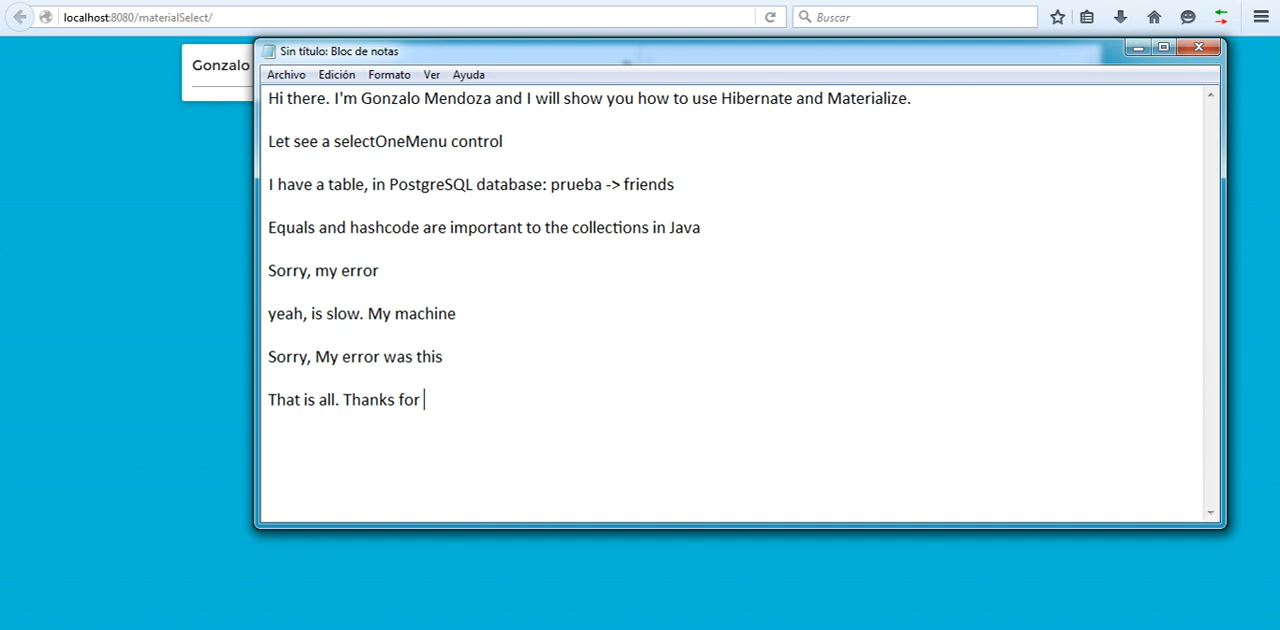 localhost:8080/materialSelect/
Buscar
Gonzalo
Sin título: Bloc de notas
Archivo Edición Formato Ver Ayuda
Hi there. I'm Gonzalo Mendoza and I will show you how to use Hibernate and Materialize.
Let see a selectOneMenu control
I have a table, in PostgreSQL database: prueba -> friends
Equals and hashcode are important to the collections in Java
Sorry, my error
yeah, is slow. My machine
Sorry, My error was this
That is all. Thanks for